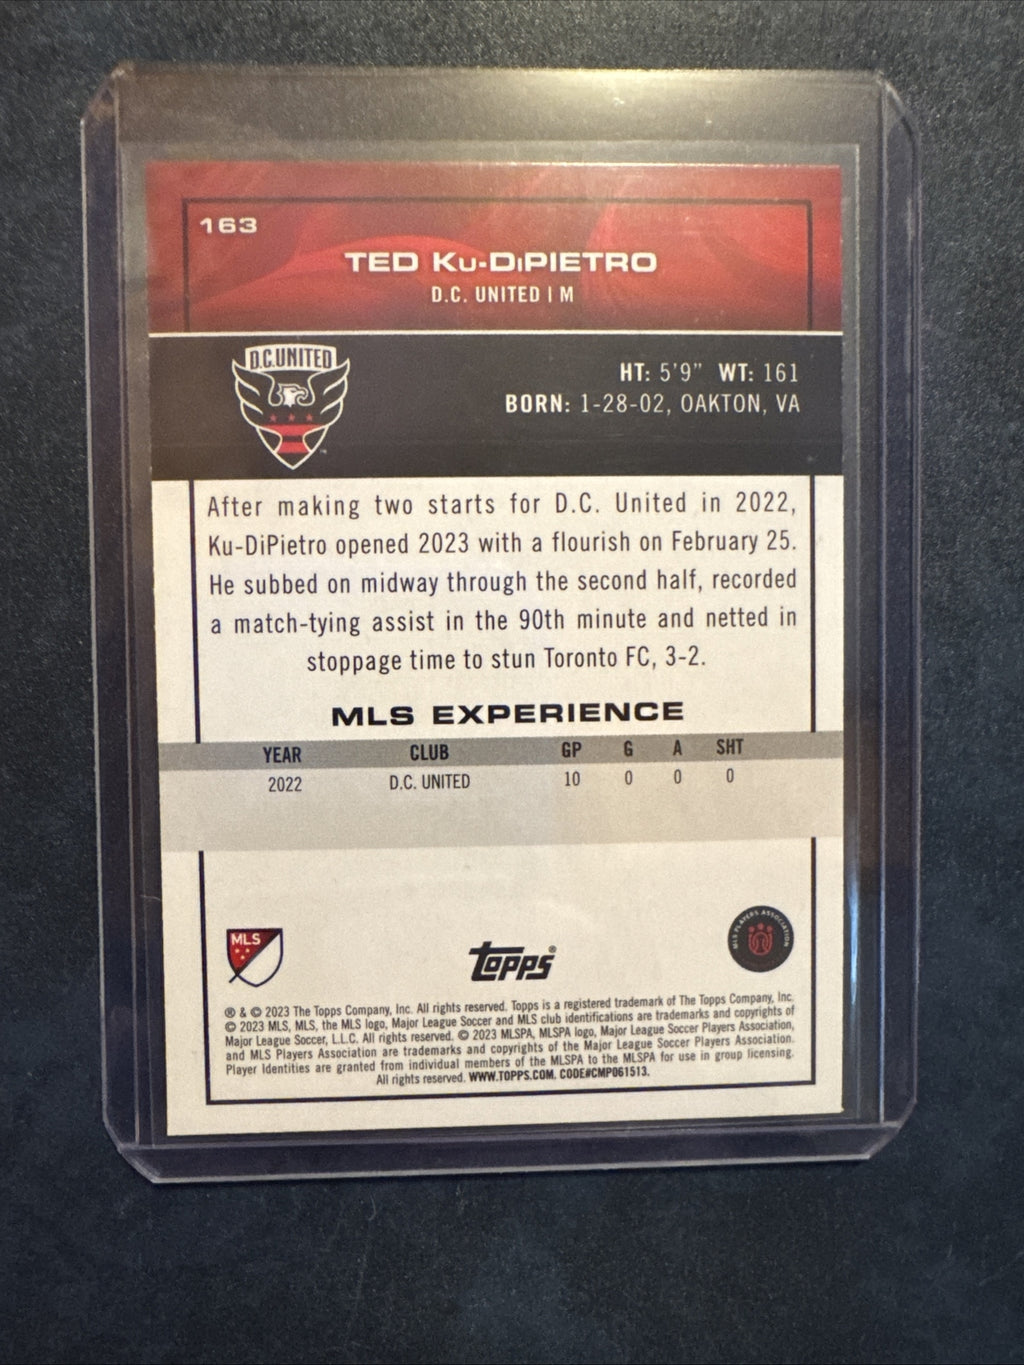 163
TED KU-DiPIETRO
D.C. UNITED | M
D.C.UNITED
HT: 5'9" WT: 161
BORN: 1-28-02, OAKTON, VA
After making two starts for D.C. United in 2022,
Ku-DiPietro opened 2023 with a flourish on February 25.
He subbed on midway through the second half, recorded
a match-tying assist in the 90th minute and netted in
stoppage time to stun Toronto FC, 3-2.
MLS EXPERIENCE
YEAR CLUB GP G A SHT
2022 D.C. UNITED 10 0 0 0
MLS
Topps®
MLS PLAYERS ASSOCIATION
® & © 2023 The Topps Company, Inc. All rights reserved. Topps is a registered trademark of The Topps Company, Inc.
© 2023 MLS, MLS, the MLS logo, Major League Soccer and MLS club identifications are trademarks and copyrights of
Major League Soccer, L.L.C. All rights reserved. © 2023 MLSPA, MLSPA logo, Major League Soccer Players Association,
and MLS Players Association are trademarks and copyrights of the Major League Soccer Players Association.
Player Identities are granted from individual members of the MLSPA to the MLSPA for use in group licensing.
All rights reserved. WWW.TOPPS.COM. CODE#CMP061513.